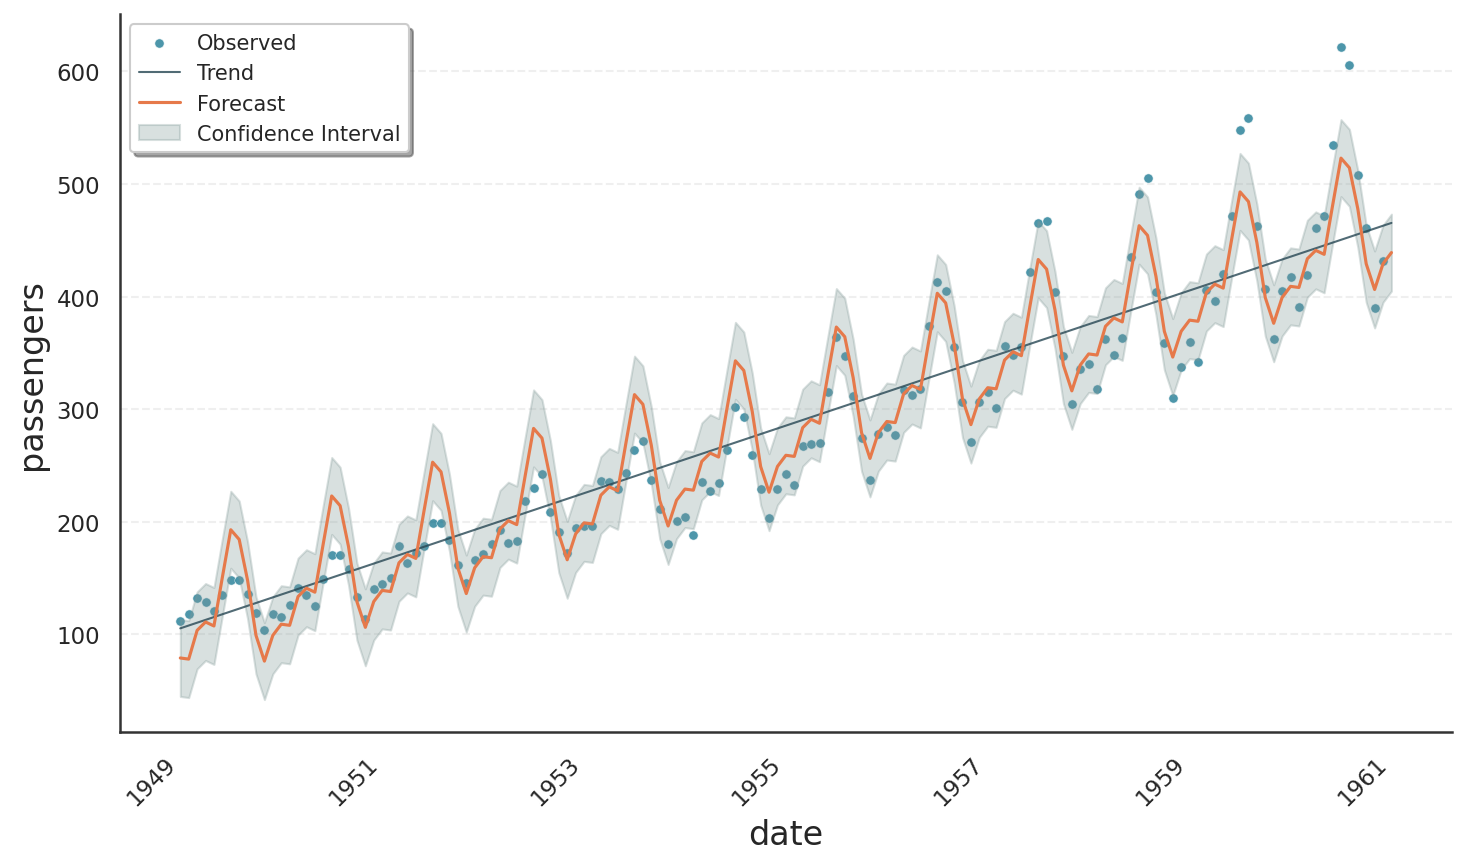 Observed
Trend
Forecast
Confidence Interval
600
500
400
300
200
100
passengers
1949
1951
1953
1955
1957
1959
1961
date